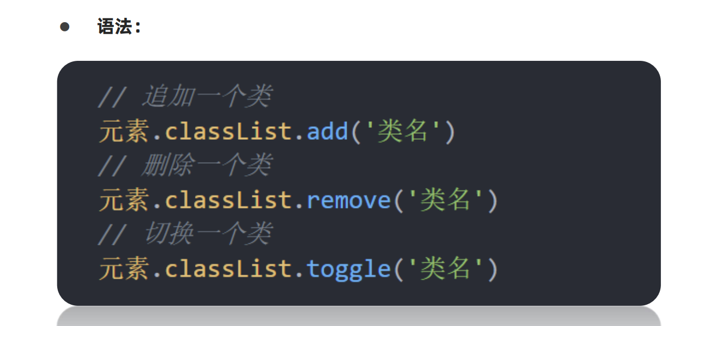 ● 语法：
// 追加一个类
元素.classList.add('类名')
// 删除一个类
元素.classList.remove('类名')
// 切换一个类
元素.classList.toggle('类名')